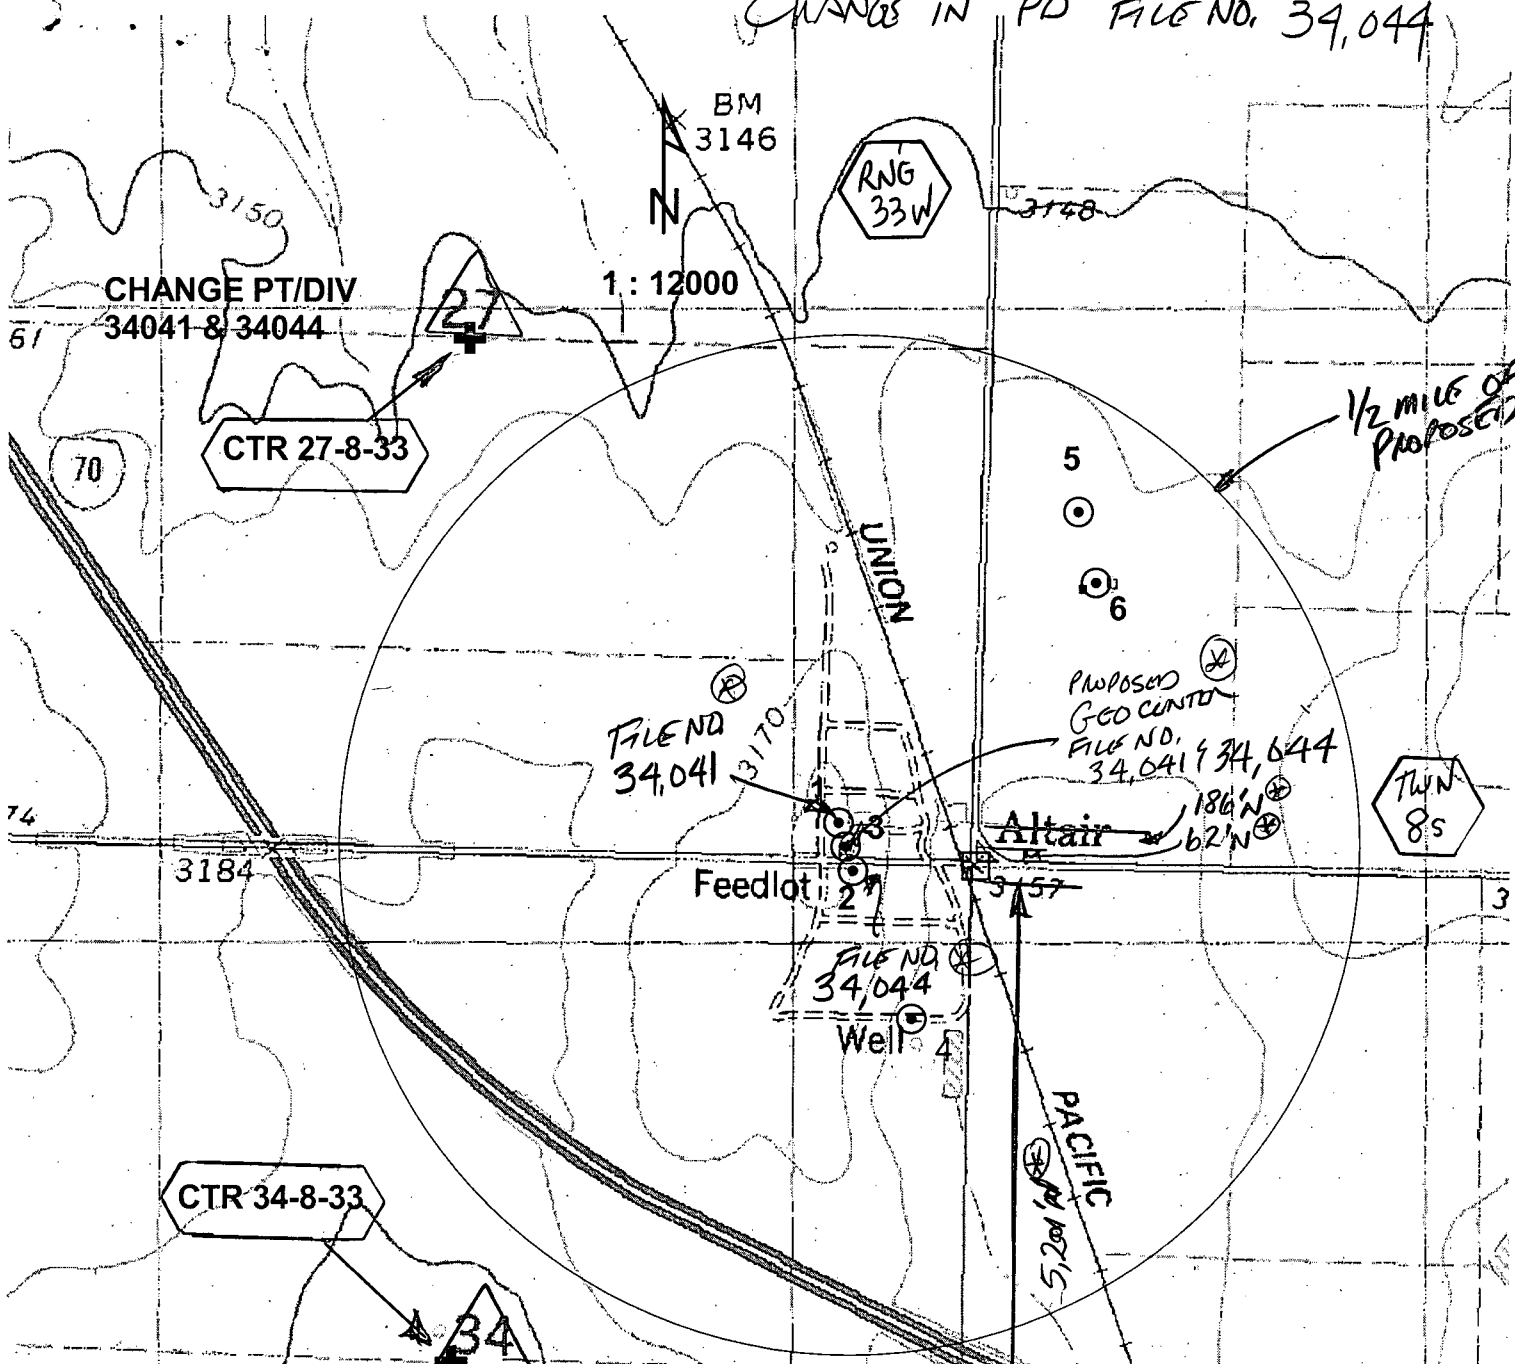 CHANGE IN PD FILE NO. 34,044
BM
3146
N
RNG
33W
3150
3148
CHANGE PT/DIV
34041 & 34044
1 : 12000
27
61
1/2 MILE OF
PROPOSED
CTR 27-8-33
70
5
UNION
6
PROPOSED
GEO CENTER
FILE NO.
34,041 & 34,044
FILE NO
34,041
3170
1
3
186'N
62'N
Altair
TWN
8S
74
3184
Feedlot
2
3157
3
FILE NO
34,044
Well
4
PACIFIC
CTR 34-8-33
34